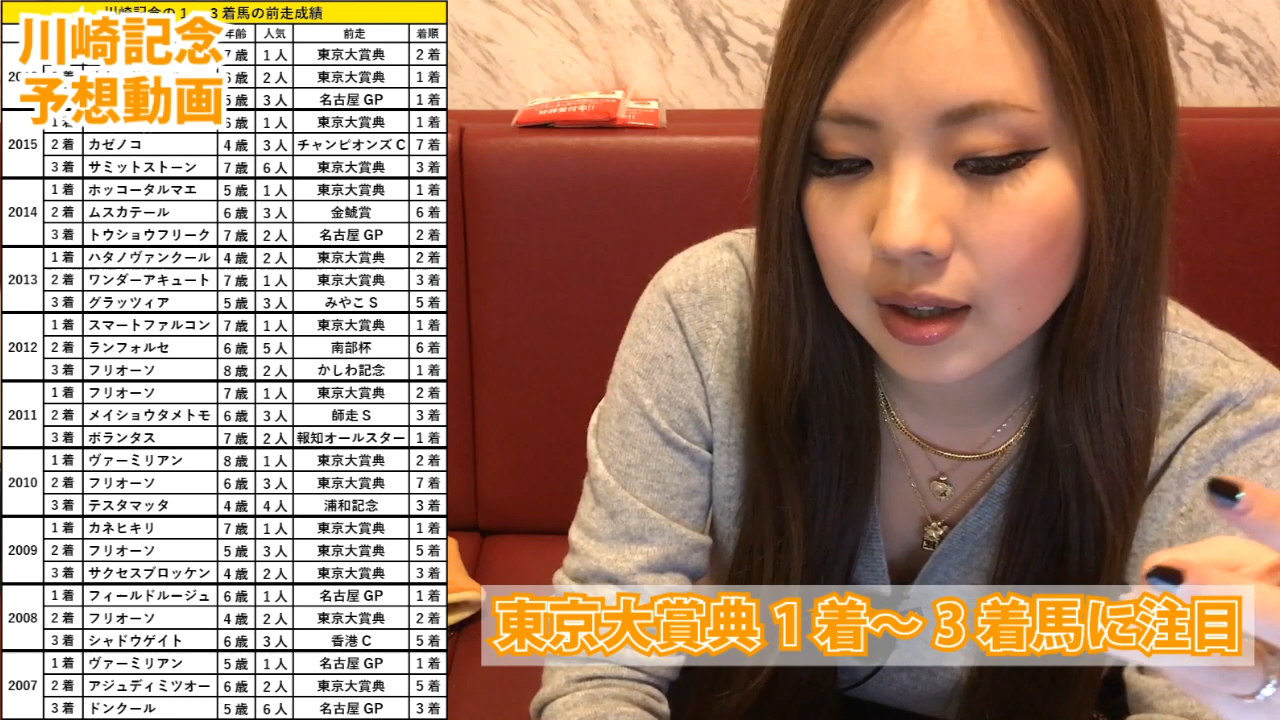 川崎記念の1 3着馬の前走成績
川崎記念
予想動画
年齢 人気 前走 着順
7歳 1人 東京大賞典 2着
6歳 2人 東京大賞典 1着
5歳 3人 名古屋GP 1着
2015 1着 6歳 1人 東京大賞典 1着
2着 カゼノコ 4歳 3人 チャンピオンズC 7着
3着 サミットストーン 7歳 6人 東京大賞典 3着
2014 1着 ホッコータルマエ 5歳 1人 東京大賞典 1着
2着 ムスカテール 6歳 3人 金鯱賞 6着
3着 トウショウフリーク 7歳 2人 名古屋GP 2着
2013 1着 ハタノヴァンクール 4歳 2人 東京大賞典 2着
2着 ワンダーアキュート 7歳 1人 東京大賞典 3着
3着 グラッツィア 5歳 3人 みやこS 5着
2012 1着 スマートファルコン 7歳 1人 東京大賞典 1着
2着 ランフォルセ 6歳 5人 南部杯 6着
3着 フリオーソ 8歳 2人 かしわ記念 1着
2011 1着 フリオーソ 7歳 1人 東京大賞典 2着
2着 メイショウタメトモ 6歳 3人 師走S 3着
3着 ボランタス 7歳 2人 報知オールスター 1着
2010 1着 ヴァーミリアン 8歳 1人 東京大賞典 2着
2着 フリオーソ 6歳 3人 東京大賞典 7着
3着 テスタマッタ 4歳 4人 浦和記念 3着
2009 1着 カネヒキリ 7歳 1人 東京大賞典 1着
2着 フリオーソ 5歳 3人 東京大賞典 5着
3着 サクセスブロッケン 4歳 2人 東京大賞典 3着
2008 1着 フィールドルージュ 6歳 1人 名古屋GP 1着
2着 フリオーソ 4歳 2人 東京大賞典 2着
3着 シャドウゲイト 6歳 3人 香港C 5着
2007 1着 ヴァーミリアン 5歳 1人 名古屋GP 1着
2着 アジュディミツオー 6歳 2人 東京大賞典 5着
3着 ドンクール 5歳 6人 名古屋GP 3着
東京大賞典1着～3着馬に注目